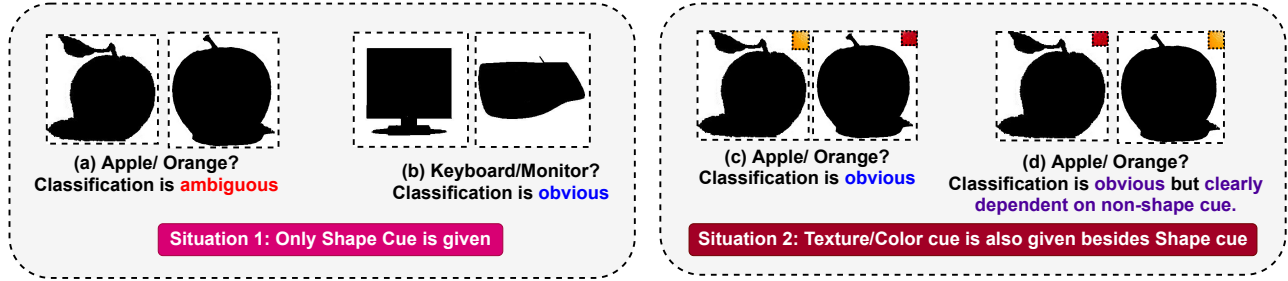 (a) Apple/ Orange?
Classification is ambiguous
(b) Keyboard/Monitor?
Classification is obvious
Situation 1: Only Shape Cue is given
(c) Apple/ Orange?
Classification is obvious
(d) Apple/ Orange?
Classification is obvious but clearly
dependent on non-shape cue.
Situation 2: Texture/Color cue is also given besides Shape cue